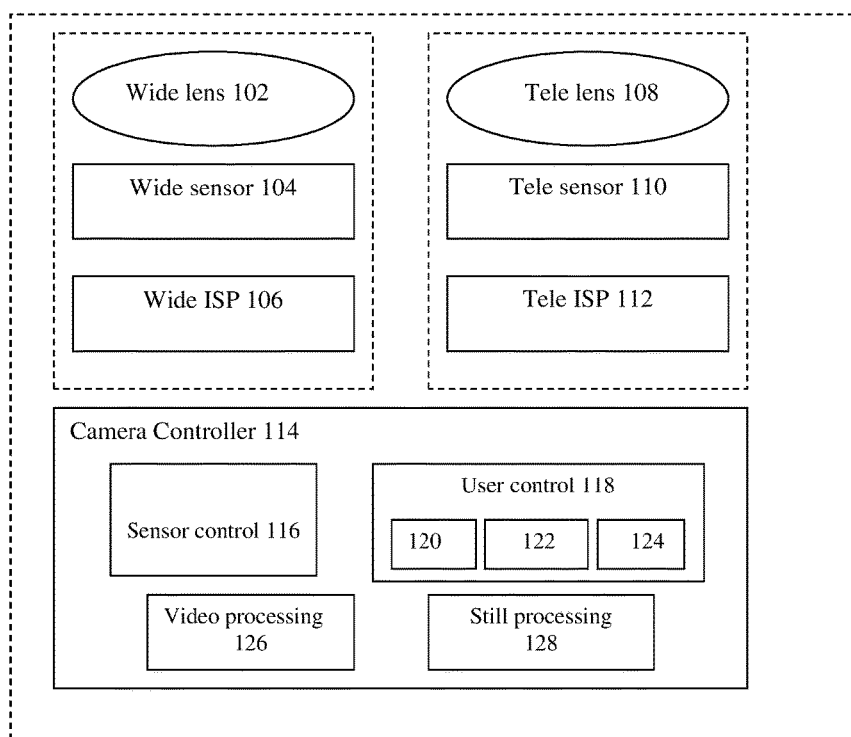 Wide lens 102
Tele lens 108
Wide sensor 104
Tele sensor 110
Wide ISP 106
Tele ISP 112
Camera Controller 114
Sensor control 116
User control 118
120
122
124
Video processing
126
Still processing
128